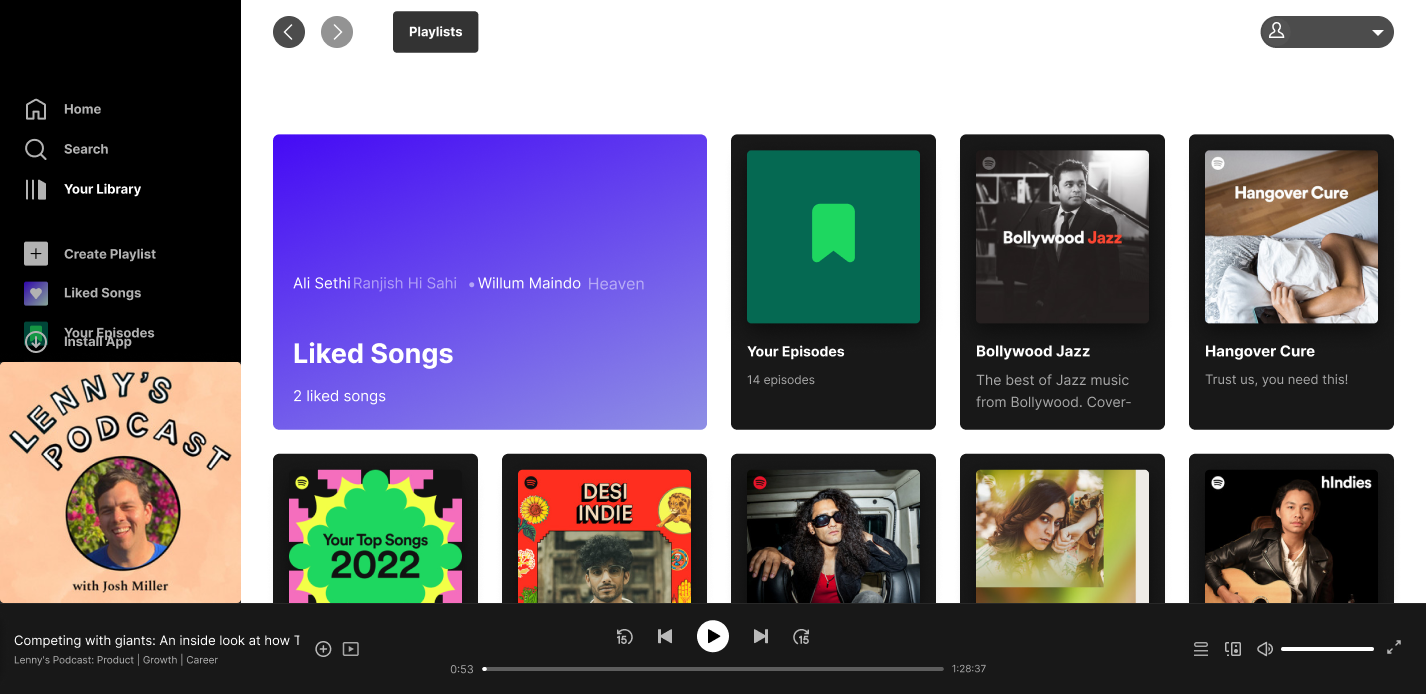 Playlists
Home
Search
Your Library
Create Playlist
Liked Songs
Your Episodes
Install App
LENNY'S
PODCAST
with Josh Miller
Ali Sethi Ranjish Hi Sahi • Willum Maindo Heaven
Liked Songs
2 liked songs
Your Episodes
14 episodes
Bollywood Jazz
Bollywood Jazz
The best of Jazz music
from Bollywood. Cover-
Hangover Cure
Hangover Cure
Trust us, you need this!
Your Top Songs
2022
DESI
INDIE
hIndies
Competing with giants: An inside look at how T
Lenny's Podcast: Product | Growth | Career
15
15
0:53
1:28:37